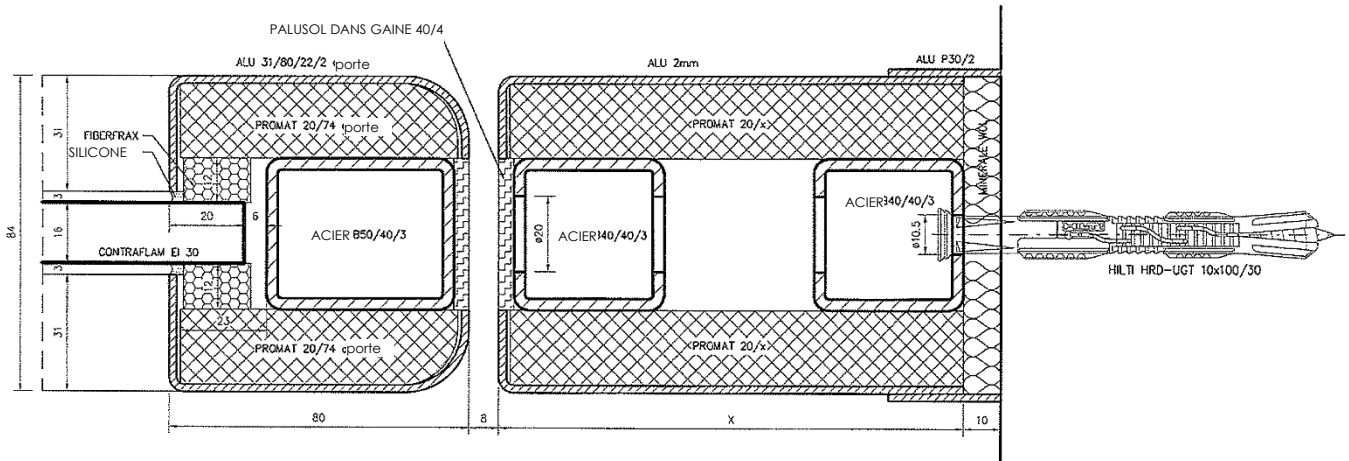 PALUSOL DANS GAINE 40/4
ALU 31/80/22/2 porte
ALU 2mm
ALU P30/2
PROMAT 20/74 porte
PROMAT 20/x
FIBERFRAX
SILICONE
MINERALE WOL
31
3
16
3
31
84
12
20
6
ACIER 850/40/3
ø20
ACIER 40/40/3
ACIER 340/40/3
ø10.5
CONTRAFLAM EI 30
HILTI HRD-UGT 10x100/30
12
23
PROMAT 20/74 porte
PROMAT 20/x
80
8
X
10